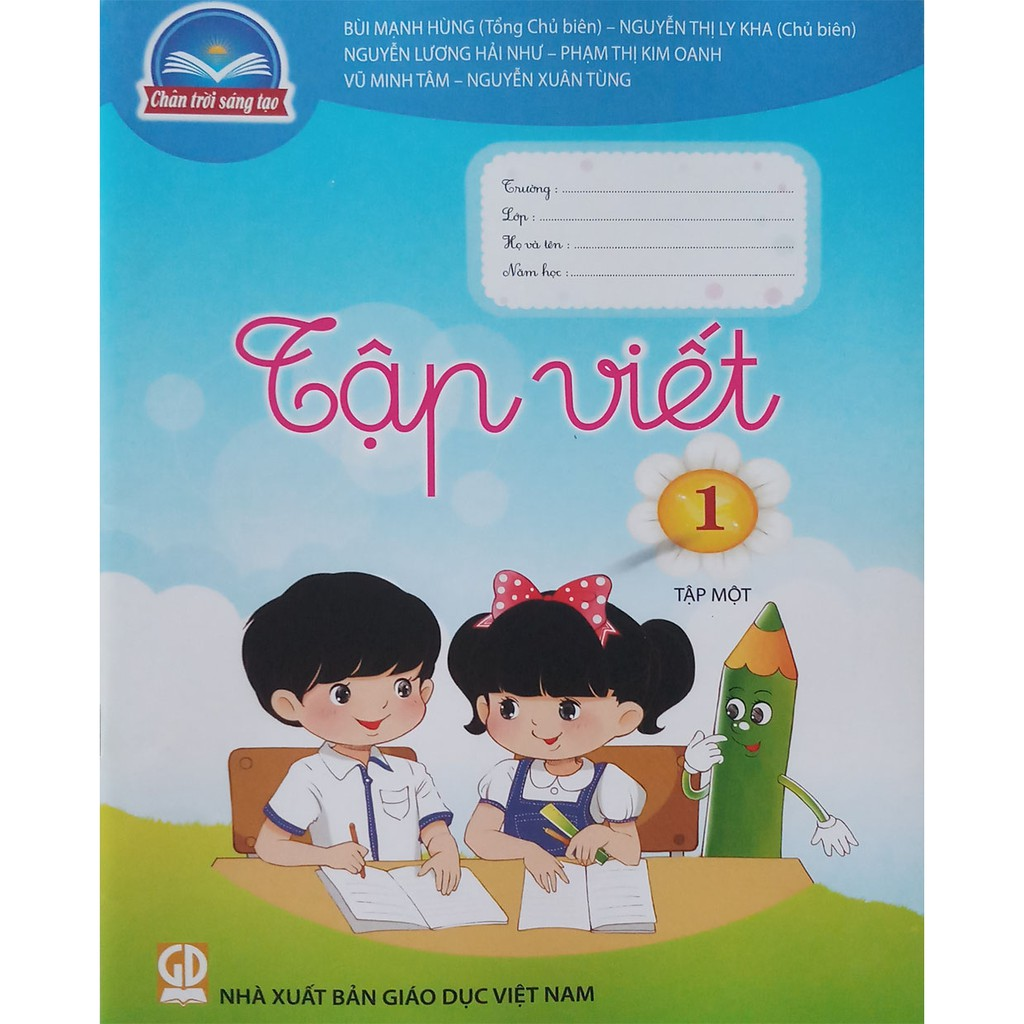 Chân trời sáng tạo
BÙI MẠNH HÙNG (Tổng Chủ biên) – NGUYỄN THỊ LY KHA (Chủ biên)
NGUYỄN LƯƠNG HẢI NHƯ – PHẠM THỊ KIM OANH
VŨ MINH TÂM – NGUYỄN XUÂN TÙNG
Trường :
Lớp :
Họ và tên :
Năm học :
Tập viết
1
TẬP MỘT
GD
NHÀ XUẤT BẢN GIÁO DỤC VIỆT NAM